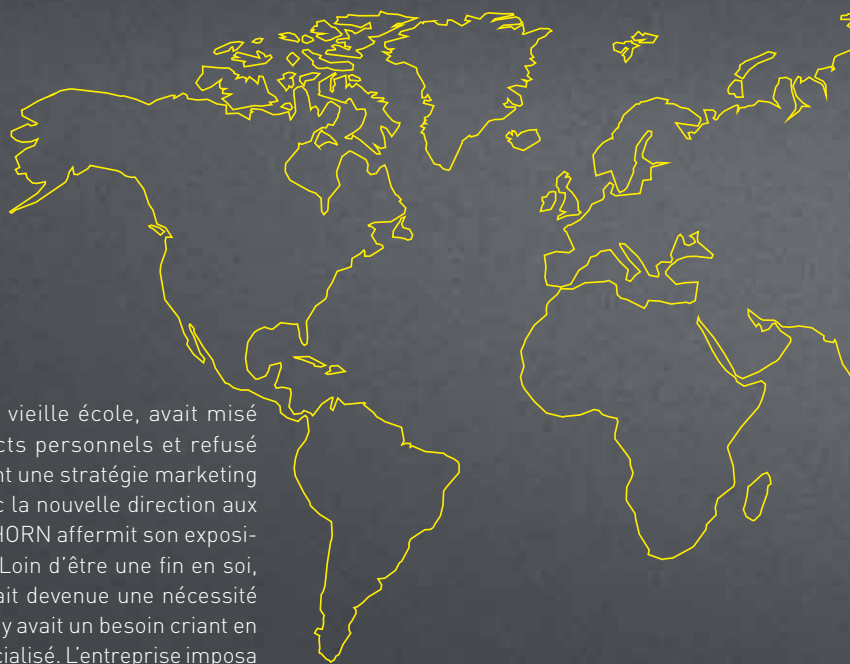 vieille école, avait misé
cts personnels et refusé
nt une stratégie marketing
c la nouvelle direction aux
HORN affermit son exposi-
Loin d'être une fin en soi,
ait devenue une nécessité
y avait un besoin criant en
cialisé. L'entreprise imposa